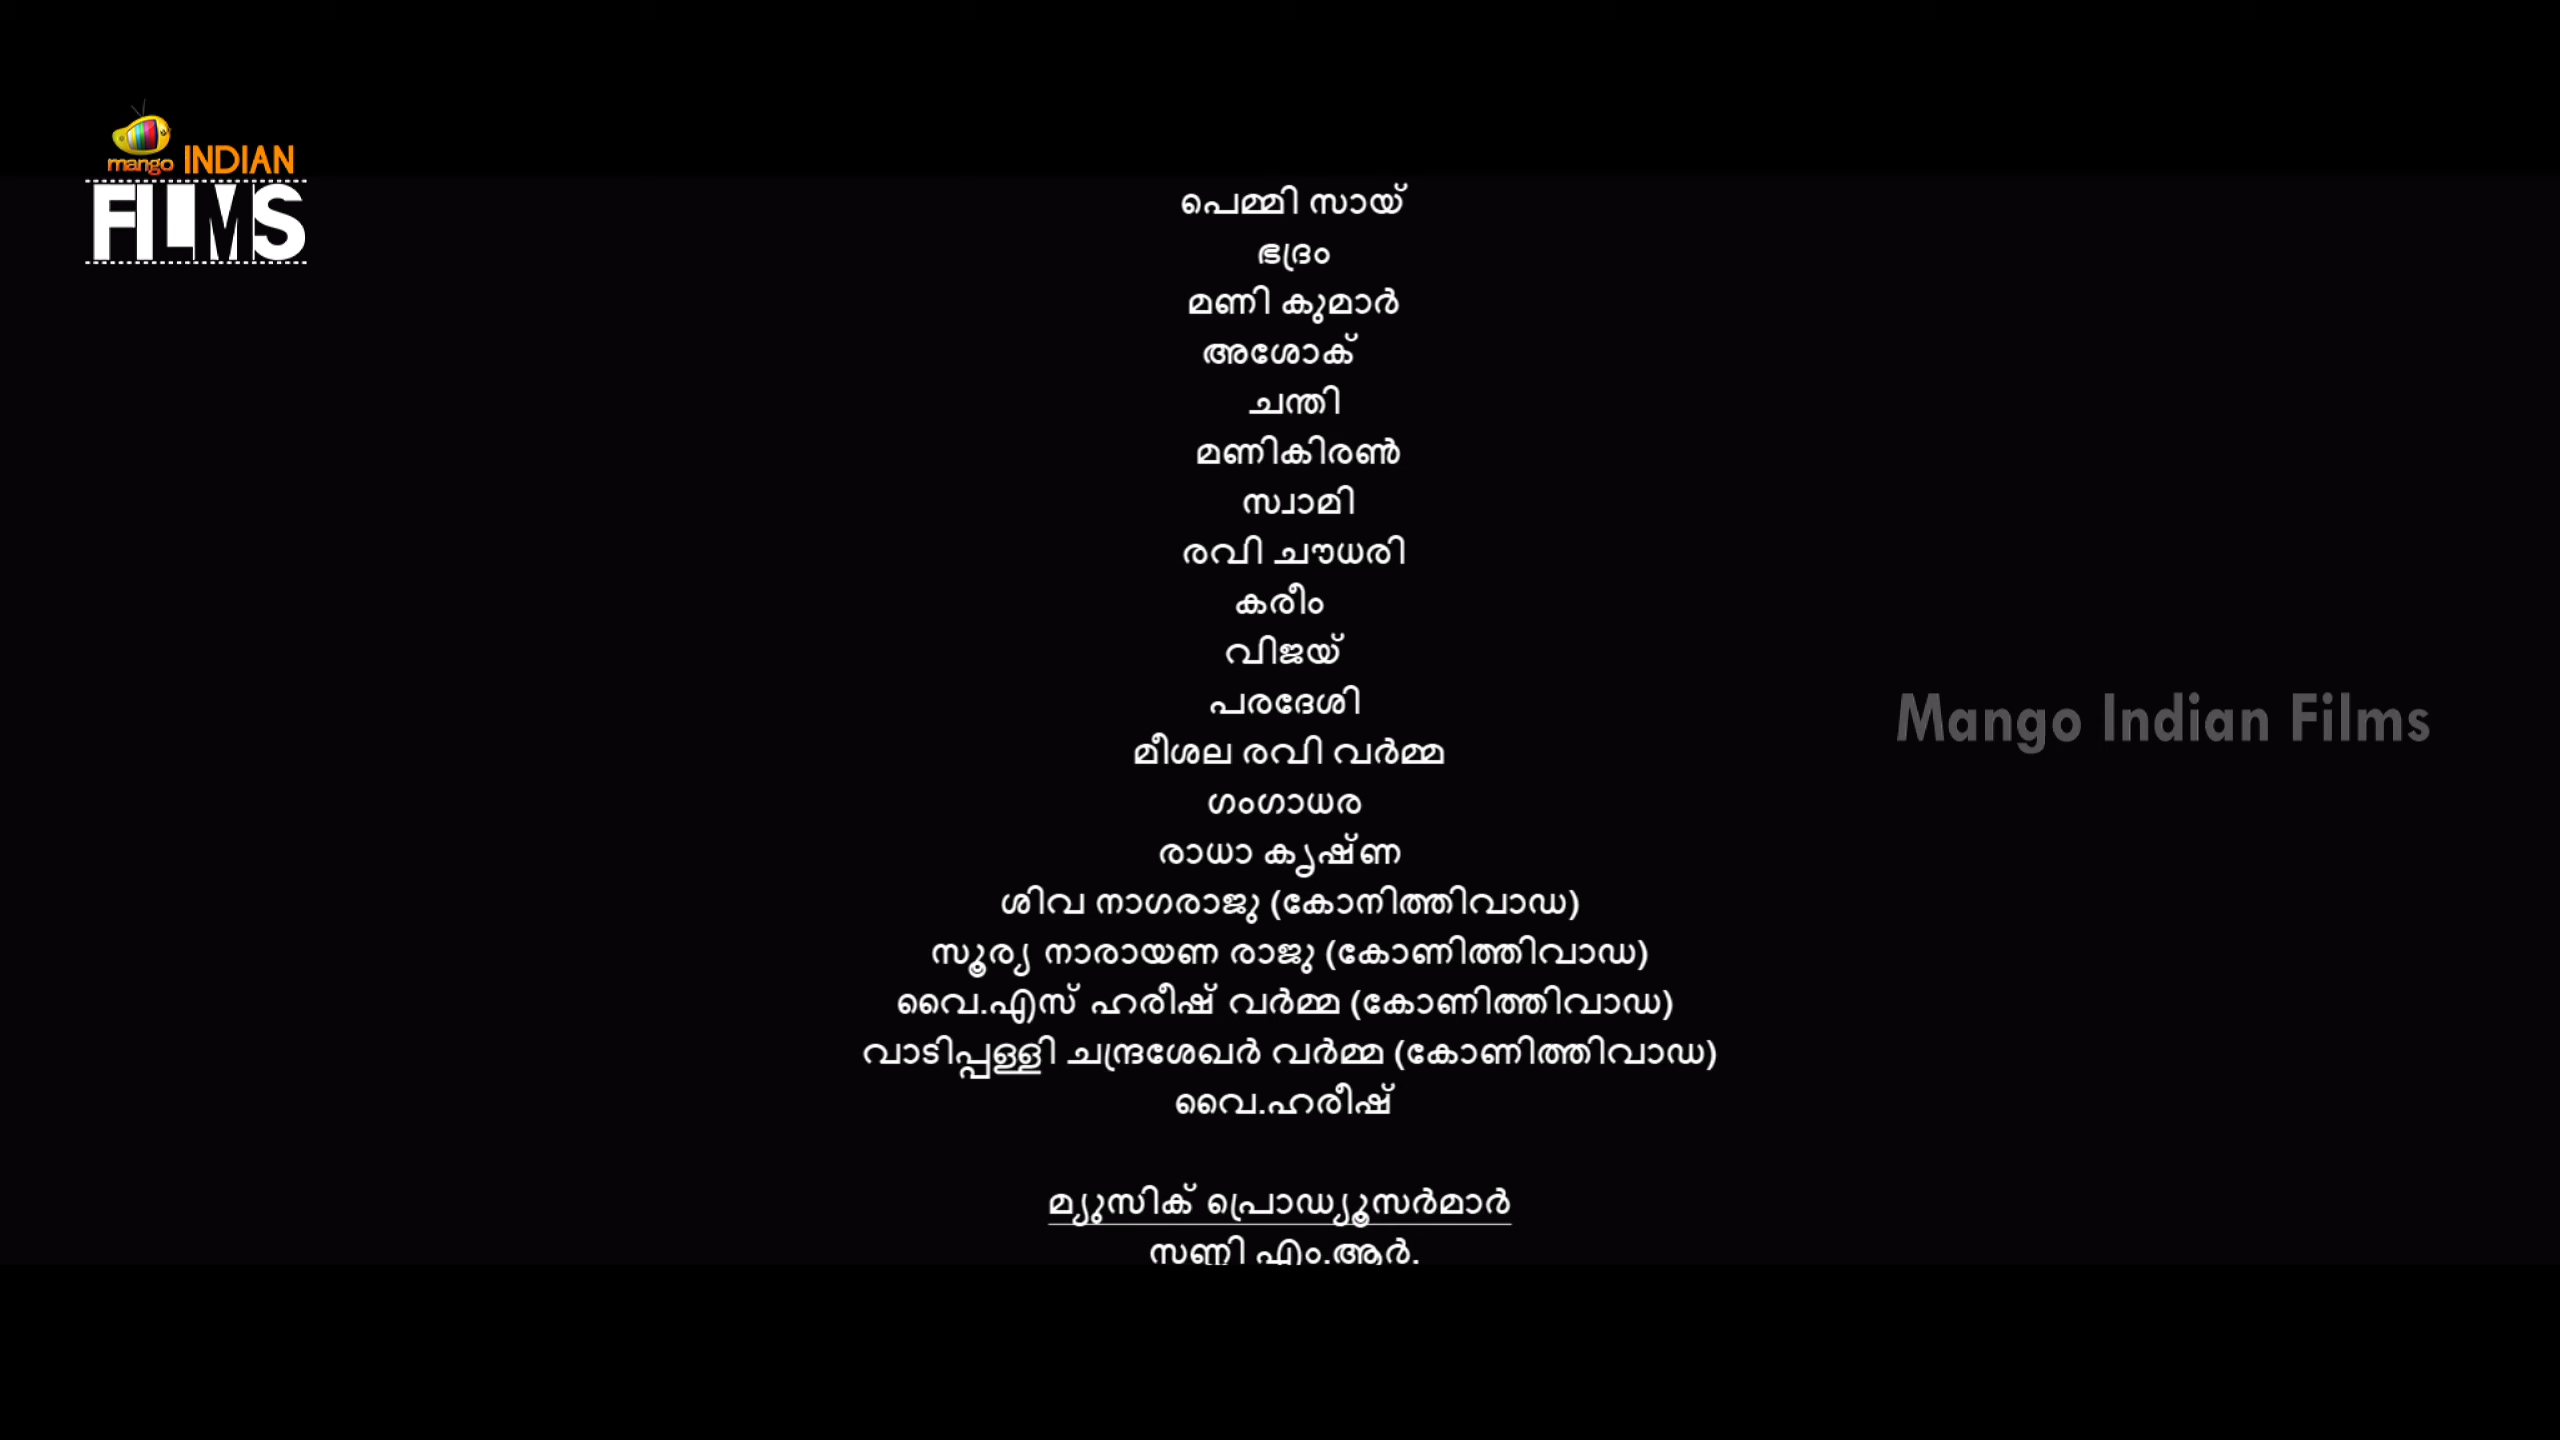 mango INDIAN
FILMS
പെമ്മി സായ്
ഭദ്രം
മണി കുമാർ
അശോക്
ചന്തി
മണികിരൺ
സ്വാമി
രവി ചൗധരി
കരീം
വിജയ്
പരദേശി
Mango Indian Films
മീശല രവി വർമ്മ
ഗംഗാധര
രാധാ കൃഷ്ണ
ശിവ നാഗരാജു (കോനിത്തിവാഡ)
സൂര്യ നാരായണ രാജു (കോണിത്തിവാഡ)
വൈ.എസ് ഹരീഷ് വർമ്മ (കോണിത്തിവാഡ)
വാടിപ്പള്ളി ചന്ദ്രശേഖർ വർമ്മ (കോണിത്തിവാഡ)
വൈ.ഹരീഷ്
മ്യുസിക് പ്രൊഡ്യൂസർമാർ
സണ്ണി എം.ആർ.